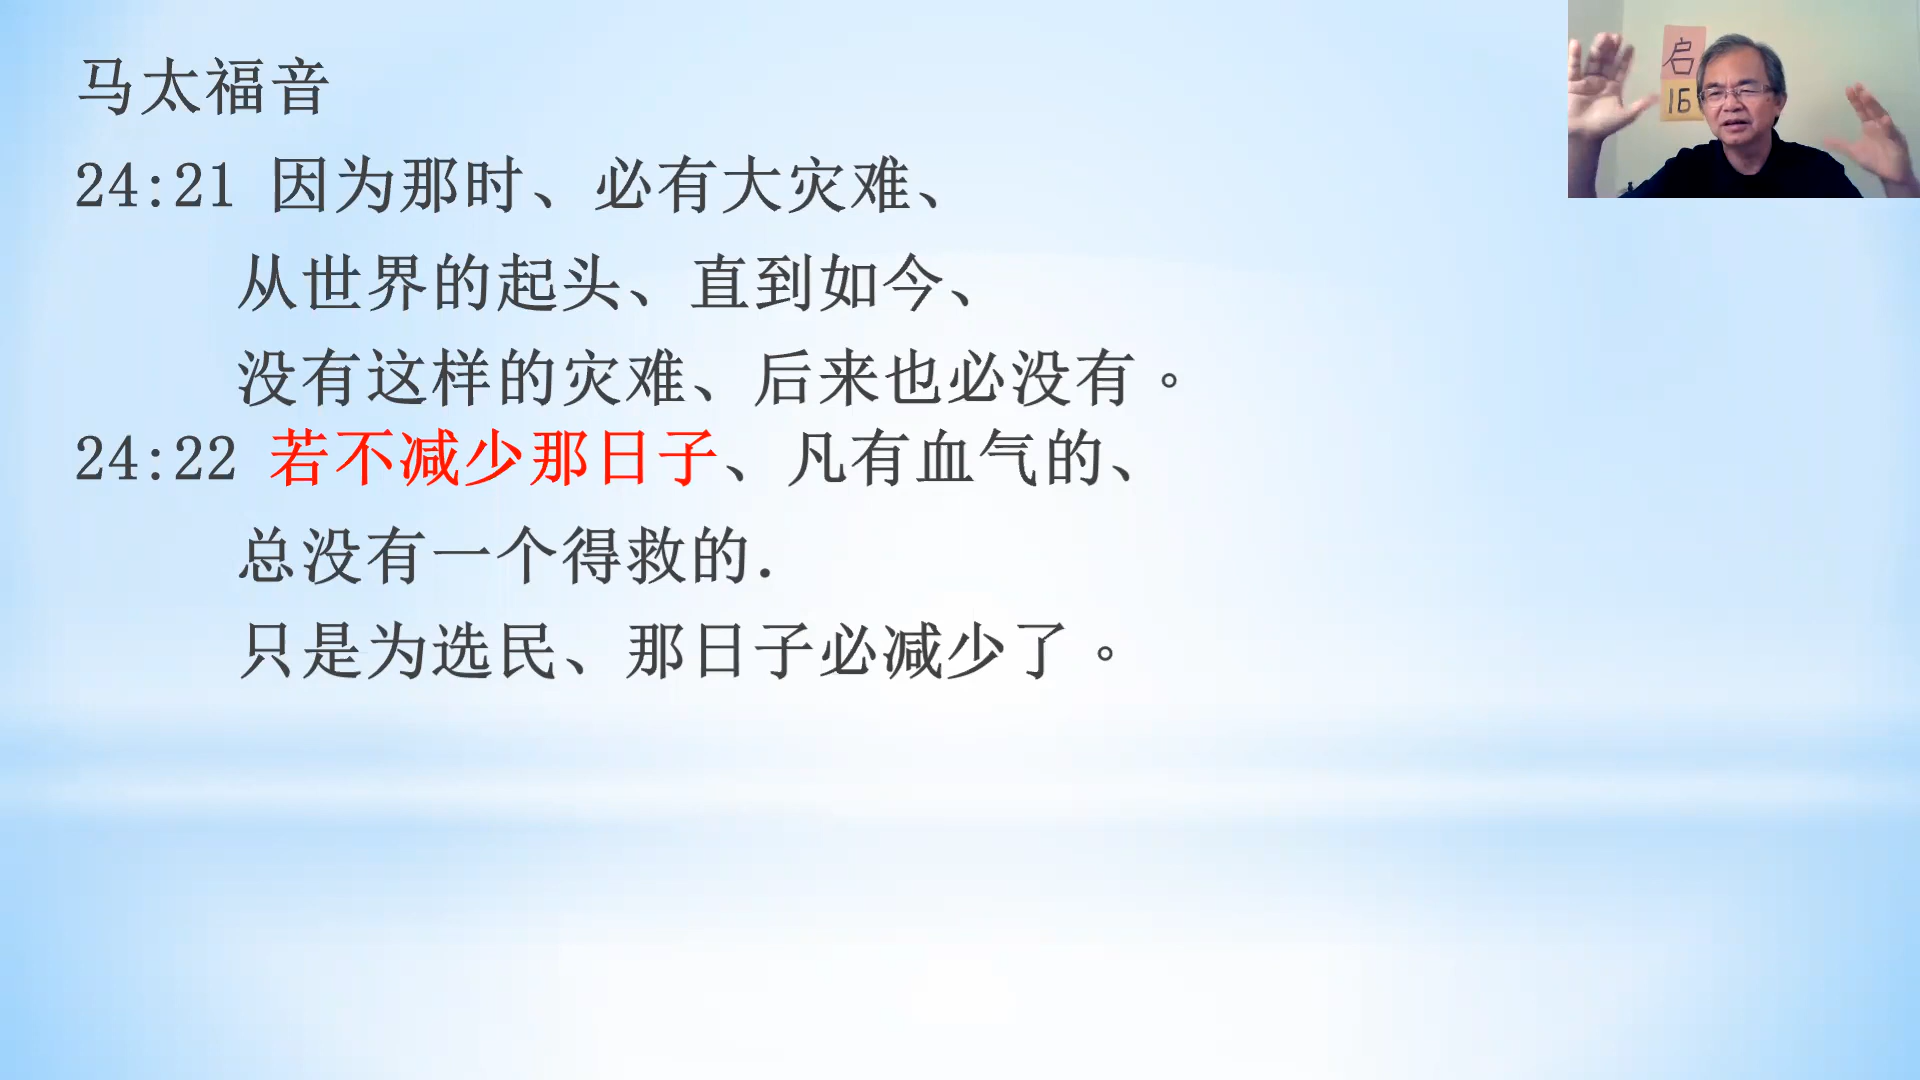 马太福音
24:21 因为那时、必有大灾难、
从世界的起头、直到如今、
没有这样的灾难、后来也必没有。
24:22 若不减少那日子、凡有血气的、
总没有一个得救的.
只是为选民、那日子必减少了。
启
16